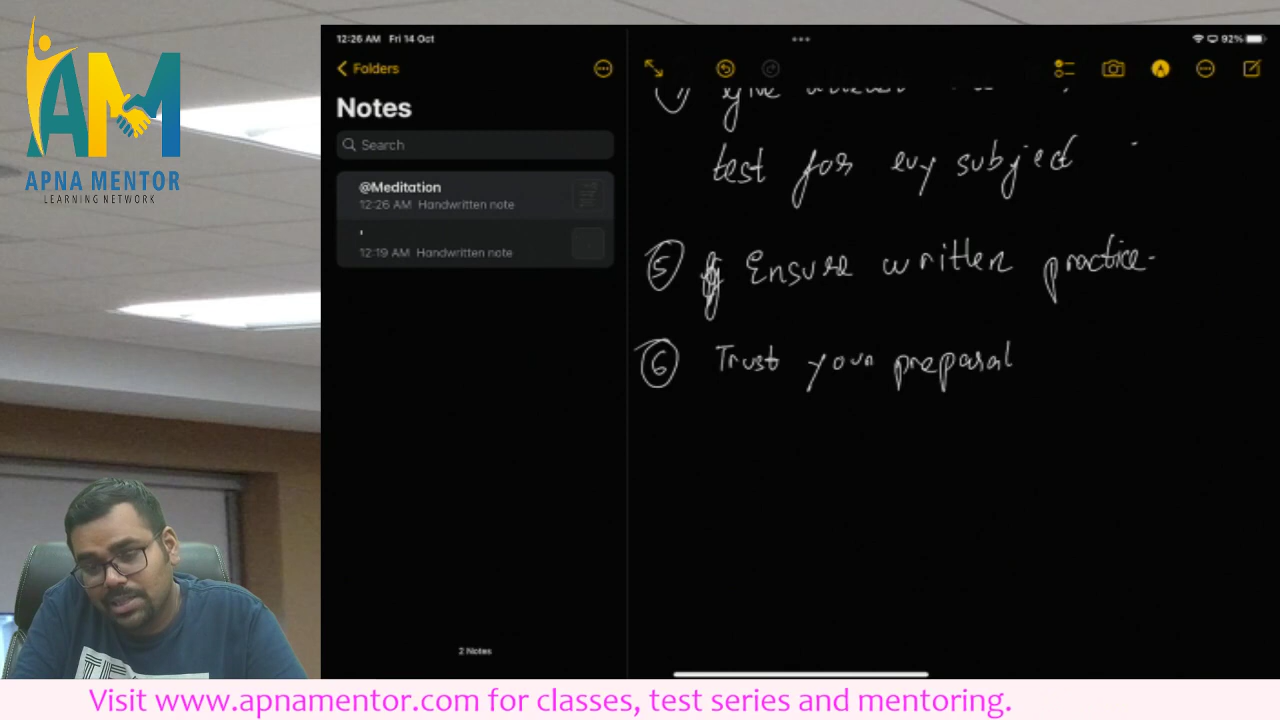 AM
APNA MENTOR
LEARNING NETWORK
12:26 AM Fri 14 Oct
92%
Folders
Notes
Search
@Meditation
12:26 AM Handwritten note
'
12:19 AM Handwritten note
2 Notes
give
test for evy subject
5 Ensure written practice-
6 Trust your preparal
Visit www.apnamentor.com for classes, test series and mentoring.